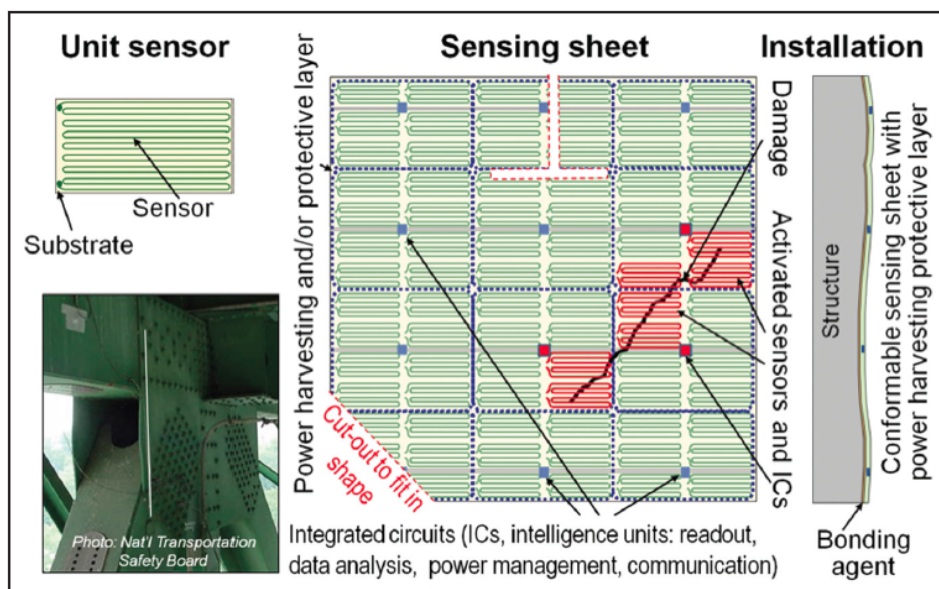 Unit sensor
Sensor
Substrate
Photo: Nat'l Transportation
Safety Board
Sensing sheet
Power harvesting and/or protective layer
Cut-out to fit in
shape
Damage
Activated sensors and ICs
Integrated circuits (ICs, intelligence units: readout,
data analysis, power management, communication)
Installation
Structure
Conformable sensing sheet with
power harvesting protective layer
Bonding
agent